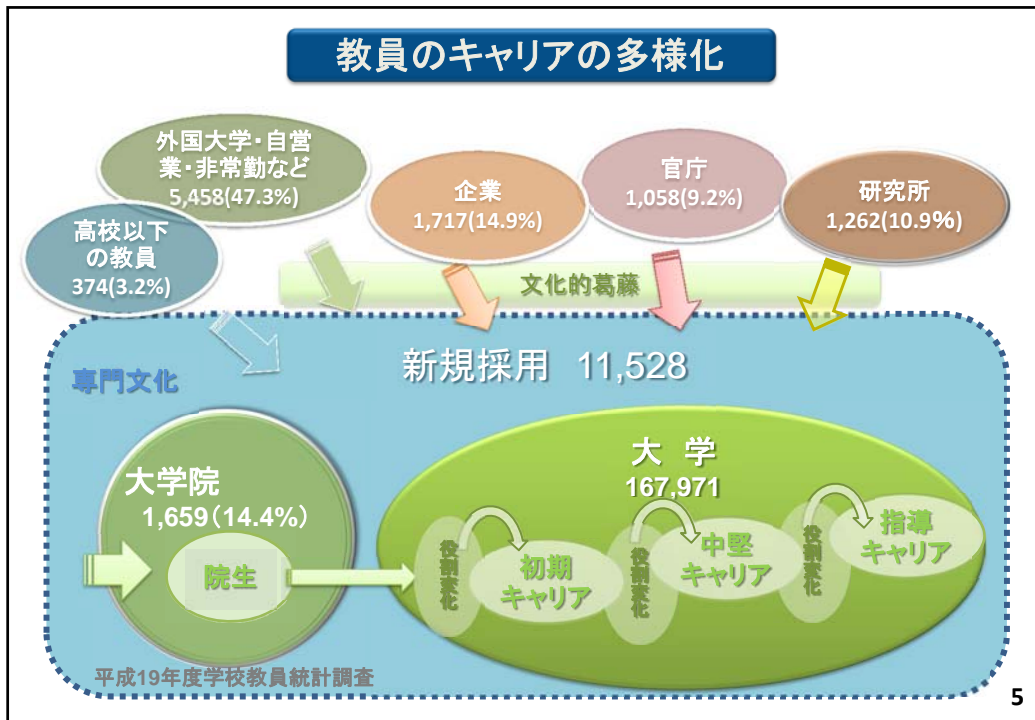 教員のキャリアの多様化
外国大学・自営
業・非常勤など
5,458(47.3%)
企業
1,717(14.9%)
官庁
1,058(9.2%)
研究所
1,262(10.9%)
高校以下
の教員
374(3.2%)
文化的葛藤
新規採用 11,528
専門文化
大学院
1,659(14.4%)
院生
大 学
167,971
役割変化
初期
キャリア
役割変化
中堅
キャリア
役割変化
指導
キャリア
平成19年度学校教員統計調査
5